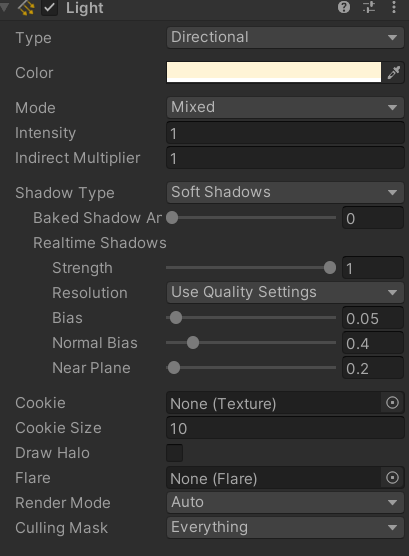 Light
Type Directional
Color
Mode Mixed
Intensity 1
Indirect Multiplier 1
Shadow Type Soft Shadows
Baked Shadow Ar 0
Realtime Shadows
Strength 1
Resolution Use Quality Settings
Bias 0.05
Normal Bias 0.4
Near Plane 0.2
Cookie None (Texture)
Cookie Size 10
Draw Halo
Flare None (Flare)
Render Mode Auto
Culling Mask Everything